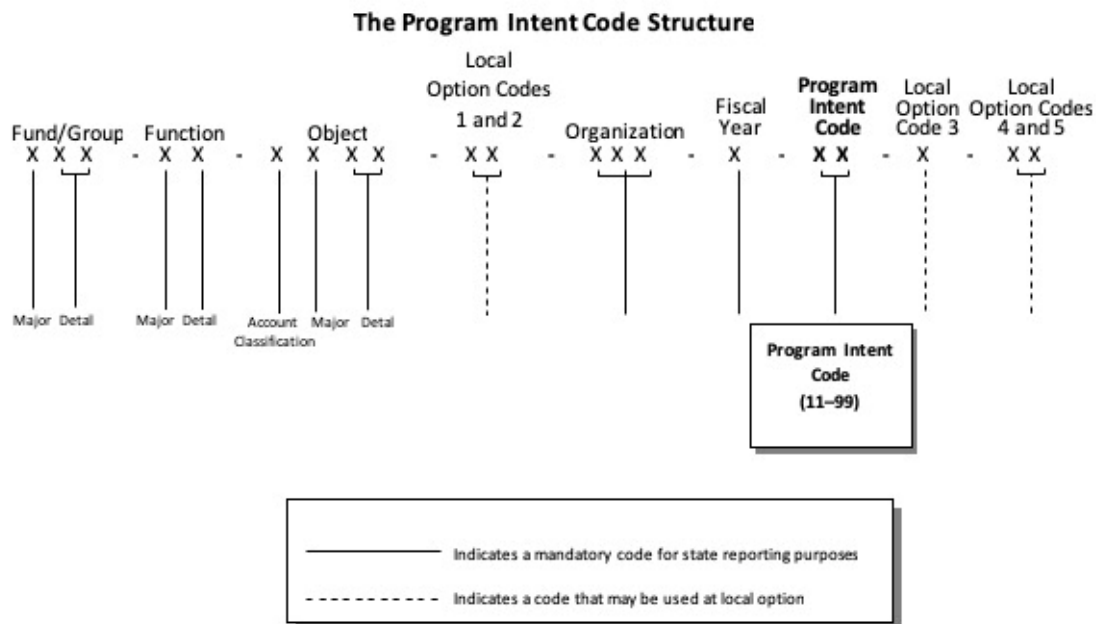 The Program Intent Code Structure
Local
Option Codes
1 and 2
Program
Intent
Code
Local
Option
Code 3
Local
Option Codes
4 and 5
Fiscal
Year
Fund/Group
Function
Object
Organization
X X X - X X - X X X X - X X - X X X - X - X X - X - X X
Major Detal
Major Detal
Account
Classification
Major Detal
Program Intent
Code
(11–99)
Indicates a mandatory code for state reporting purposes
Indicates a code that may be used at local option